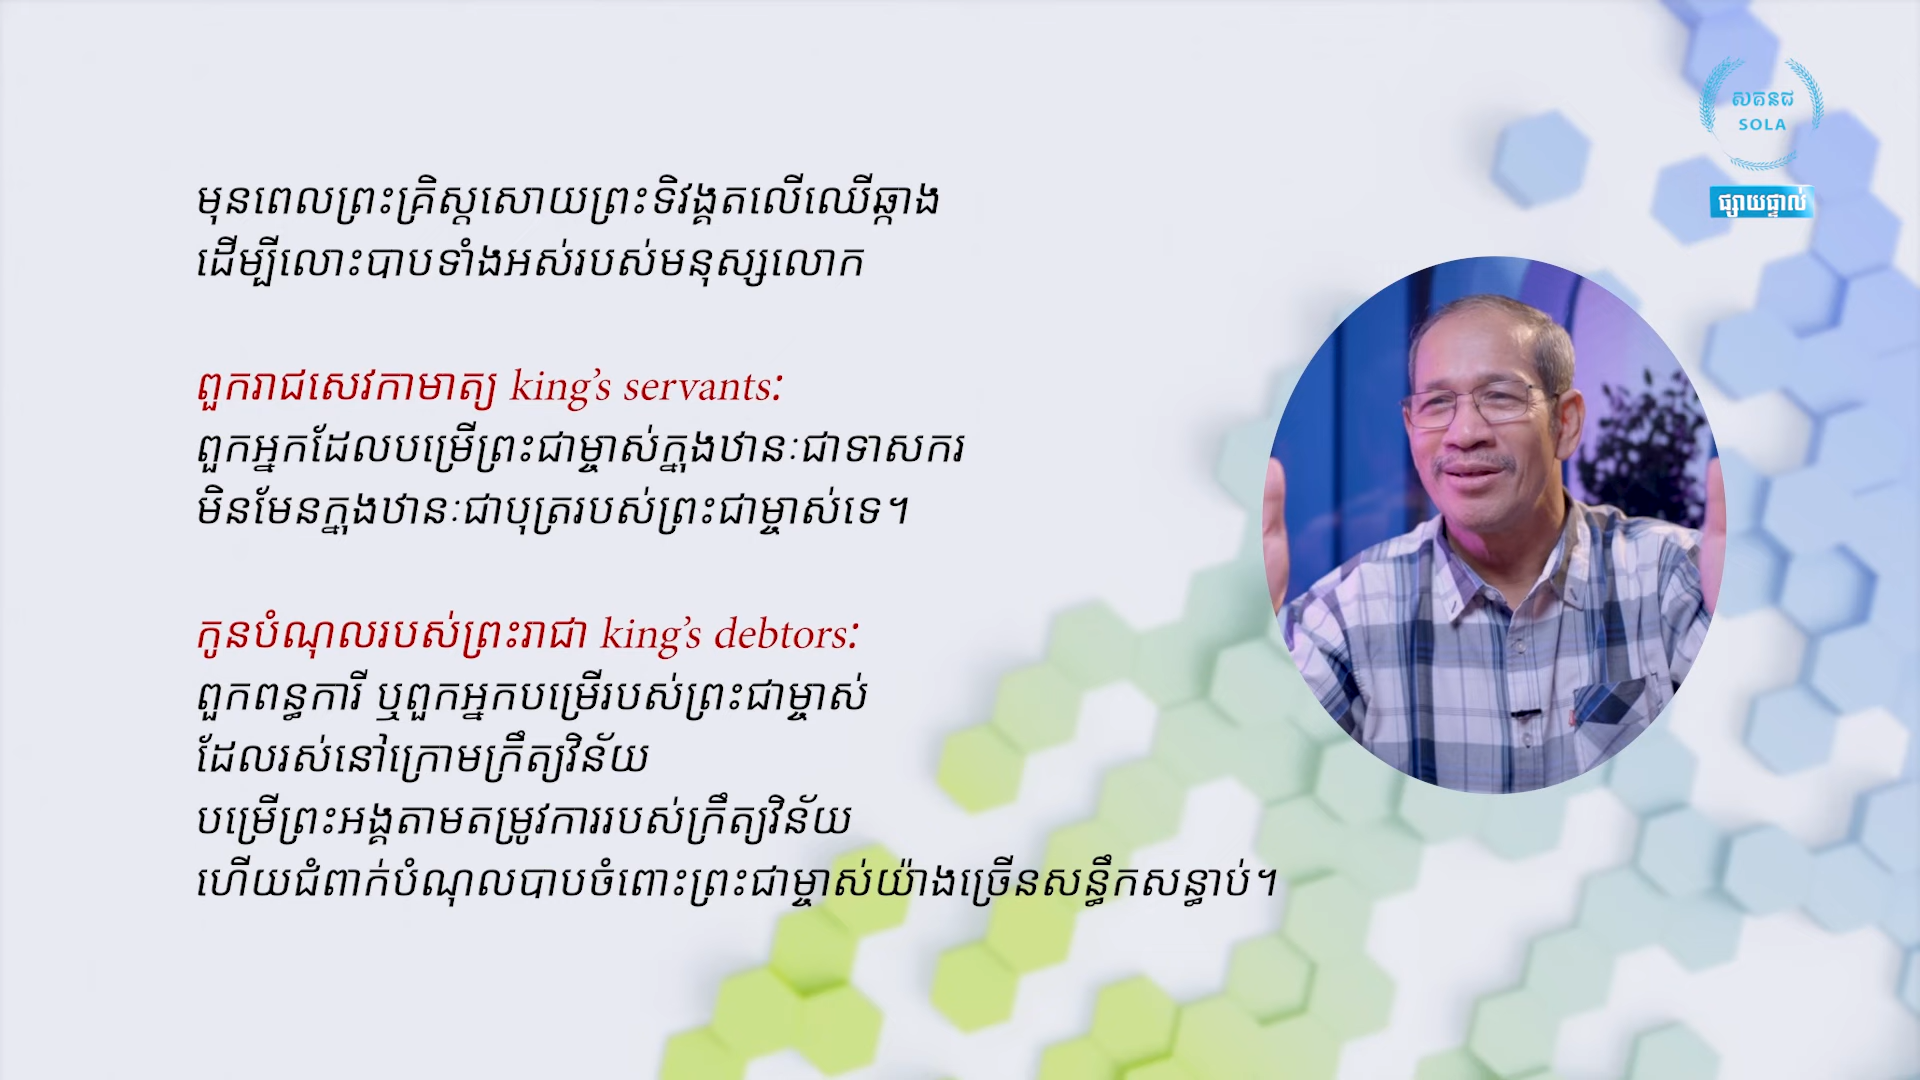 មុនពេលព្រះគ្រិស្តសោយព្រះទិវង្គតលើឈើឆ្កាង
ដើម្បីលោះបាបទាំងអស់របស់មនុស្សលោក
ពួករាជសេវកាមាត្យ king’s servants:
ពួកអ្នកដែលបម្រើព្រះជាម្ចាស់ក្នុងឋានៈជាទាសករ
មិនមែនក្នុងឋានៈជាបុត្ររបស់ព្រះជាម្ចាស់ទេ។
កូនបំណុលរបស់ព្រះរាជា king’s debtors:
ពួកពន្ធការី ឬពួកអ្នកបម្រើរបស់ព្រះជាម្ចាស់
ដែលរស់នៅក្រោមក្រឹត្យវិន័យ
បម្រើព្រះអង្គតាមតម្រូវការរបស់ក្រឹត្យវិន័យ
ហើយជំពាក់បំណុលបាបចំពោះព្រះជាម្ចាស់យ៉ាងច្រើនសន្ធឹកសន្ធាប់។
សគនជ
SOLA
ផ្សាយផ្ទាល់